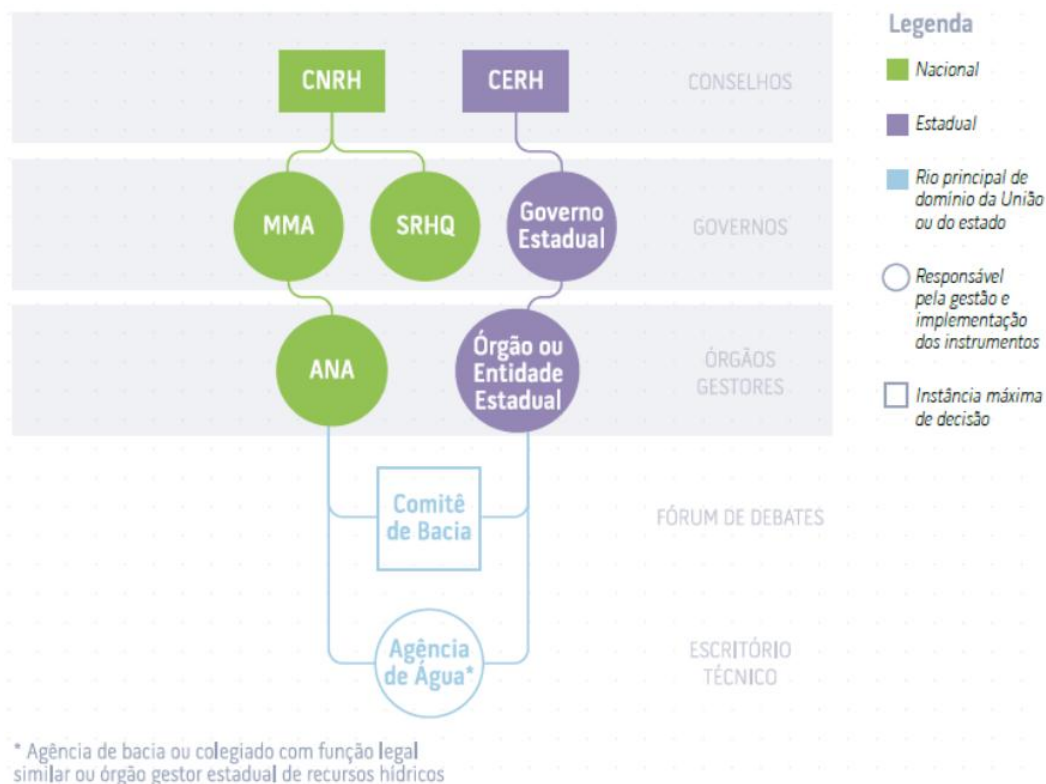 CNRH
CERH
CONSELHOS
MMA
SRHQ
Governo
Estadual
GOVERNOS
ANA
Órgão ou
Entidade
Estadual
ÓRGÃOS
GESTORES
Comitê
de Bacia
FÓRUM DE DEBATES
Agência
de Água*
ESCRITÓRIO
TÉCNICO
* Agência de bacia ou colegiado com função legal
similar ou órgão gestor estadual de recursos hídricos
Legenda
Nacional
Estadual
Rio principal de
domínio da União
ou do estado
Responsável
pela gestão e
implementação
dos instrumentos
Instância máxima
de decisão